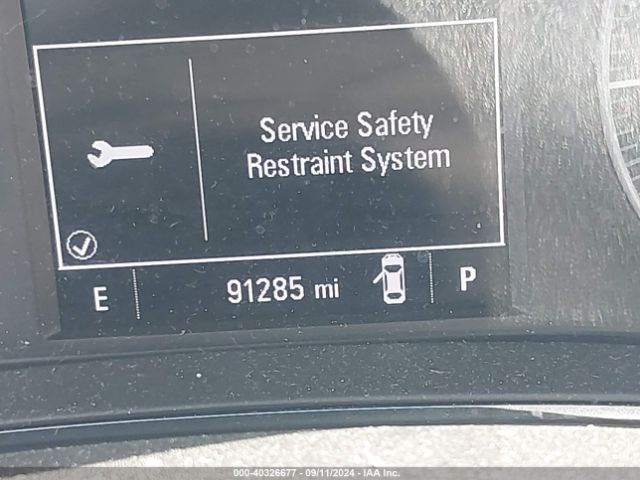 Service Safety
Restraint System
E 91285 mi P
000-40326677 - 09/11/2024 - IAA Inc.